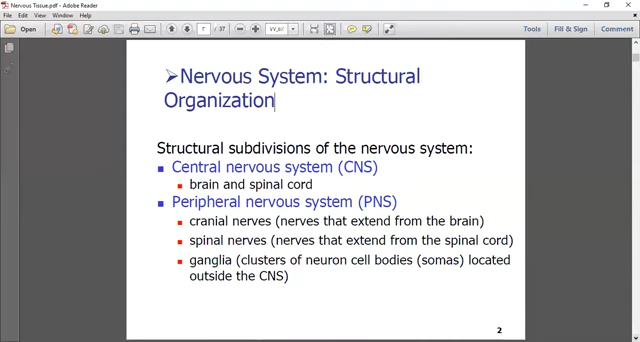 Nervous Tissue.pdf - Adobe Reader
File Edit View Window Help
Open / 37 Tools Fill & Sign Comment
➤Nervous System: Structural
Organization
Structural subdivisions of the nervous system:
■ Central nervous system (CNS)
■ brain and spinal cord
■ Peripheral nervous system (PNS)
■ cranial nerves (nerves that extend from the brain)
■ spinal nerves (nerves that extend from the spinal cord)
■ ganglia (clusters of neuron cell bodies (somas) located
outside the CNS)
2